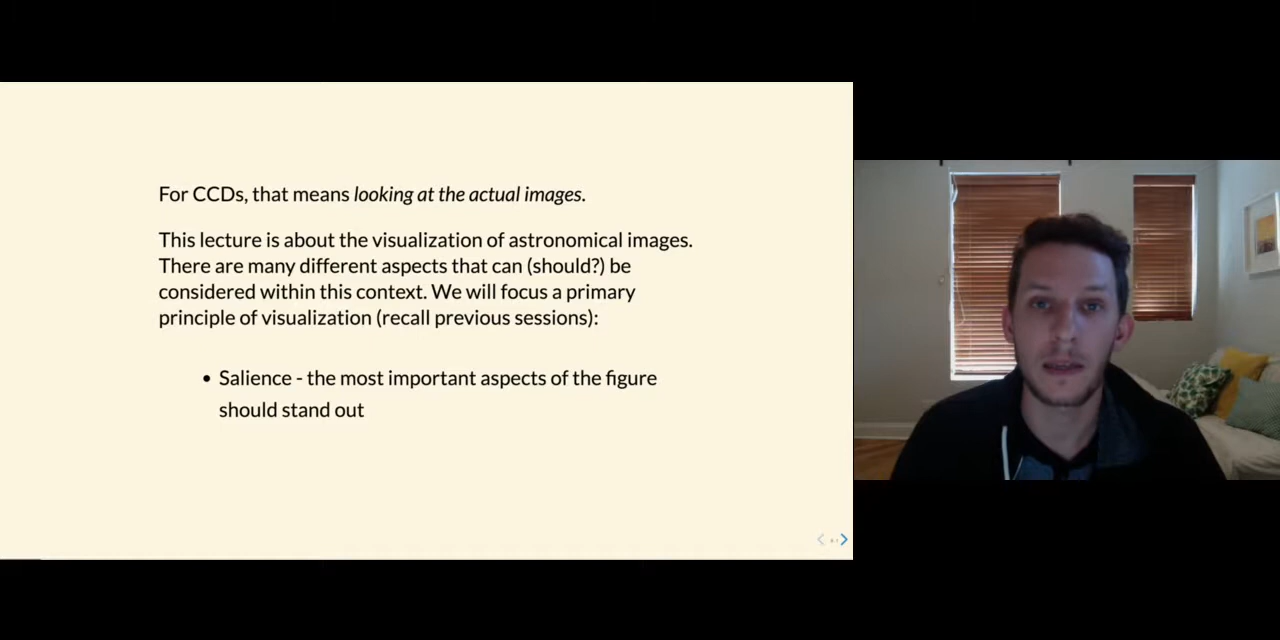 For CCDs, that means looking at the actual images.
This lecture is about the visualization of astronomical images.
There are many different aspects that can (should?) be
considered within this context. We will focus a primary
principle of visualization (recall previous sessions):
• Salience - the most important aspects of the figure
should stand out